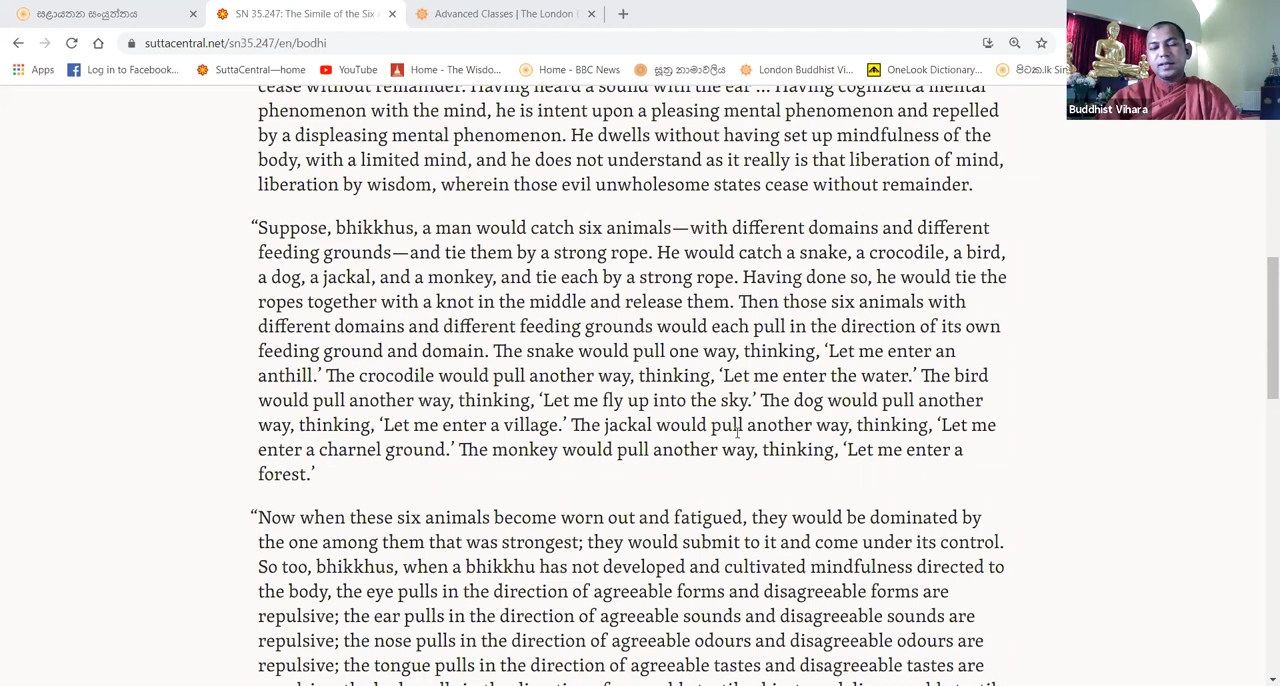 සළායතන සංයුත්තය
SN 35.247: The Simile of the Six A
Advanced Classes | The London
suttacentral.net/sn35.247/en/bodhi
Apps
Log in to Facebook...
SuttaCentral—home
YouTube
Home - The Wisdo...
Home - BBC News
සූත්‍ර නාමාවලිය
London Buddhist Vi...
OneLook Dictionary...
පිටක.lk
Buddhist Vihara
cease without remainder. Having heard a sound with the ear ... Having cognized a mental
phenomenon with the mind, he is intent upon a pleasing mental phenomenon and repelled
by a displeasing mental phenomenon. He dwells without having set up mindfulness of the
body, with a limited mind, and he does not understand as it really is that liberation of mind,
liberation by wisdom, wherein those evil unwholesome states cease without remainder.
“Suppose, bhikkhus, a man would catch six animals—with different domains and different
feeding grounds—and tie them by a strong rope. He would catch a snake, a crocodile, a bird,
a dog, a jackal, and a monkey, and tie each by a strong rope. Having done so, he would tie the
ropes together with a knot in the middle and release them. Then those six animals with
different domains and different feeding grounds would each pull in the direction of its own
feeding ground and domain. The snake would pull one way, thinking, ‘Let me enter an
anthill.’ The crocodile would pull another way, thinking, ‘Let me enter the water.’ The bird
would pull another way, thinking, ‘Let me fly up into the sky.’ The dog would pull another
way, thinking, ‘Let me enter a village.’ The jackal would pull another way, thinking, ‘Let me
enter a charnel ground.’ The monkey would pull another way, thinking, ‘Let me enter a
forest.’
“Now when these six animals become worn out and fatigued, they would be dominated by
the one among them that was strongest; they would submit to it and come under its control.
So too, bhikkhus, when a bhikkhu has not developed and cultivated mindfulness directed to
the body, the eye pulls in the direction of agreeable forms and disagreeable forms are
repulsive; the ear pulls in the direction of agreeable sounds and disagreeable sounds are
repulsive; the nose pulls in the direction of agreeable odours and disagreeable odours are
repulsive; the tongue pulls in the direction of agreeable tastes and disagreeable tastes are